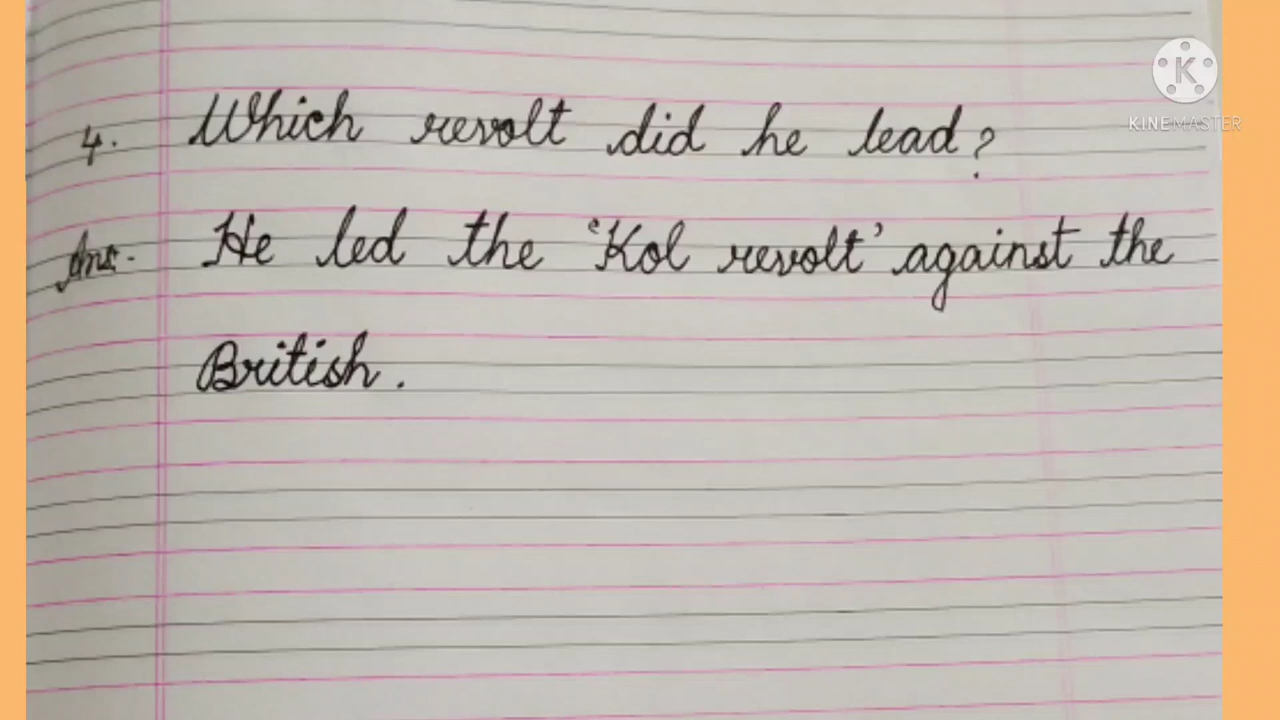 KINEMASTER
4. Which revolt did he lead?
Ans. He led the 'Kol revolt' against the
British.